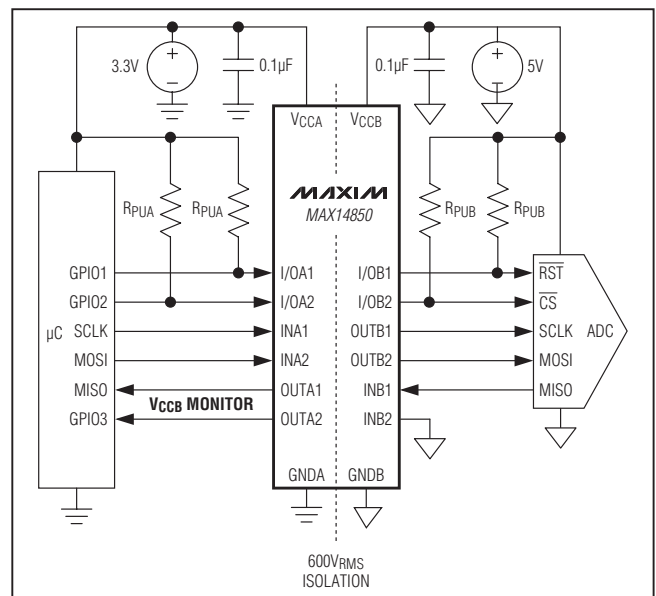 3.3V 0.1µF 0.1µF 5V
VCCA VCCB
MAXIM
MAX14850
RPUA RPUA RPUB RPUB
GPIO1 I/OA1 I/OB1 RST
GPIO2 I/OA2 I/OB2 CS
µC SCLK INA1 OUTB1 SCLK ADC
MOSI INA2 OUTB2 MOSI
MISO OUTA1 INB1 MISO
VCCB MONITOR
GPIO3 OUTA2 INB2
GNDA GNDB
600VRMS
ISOLATION